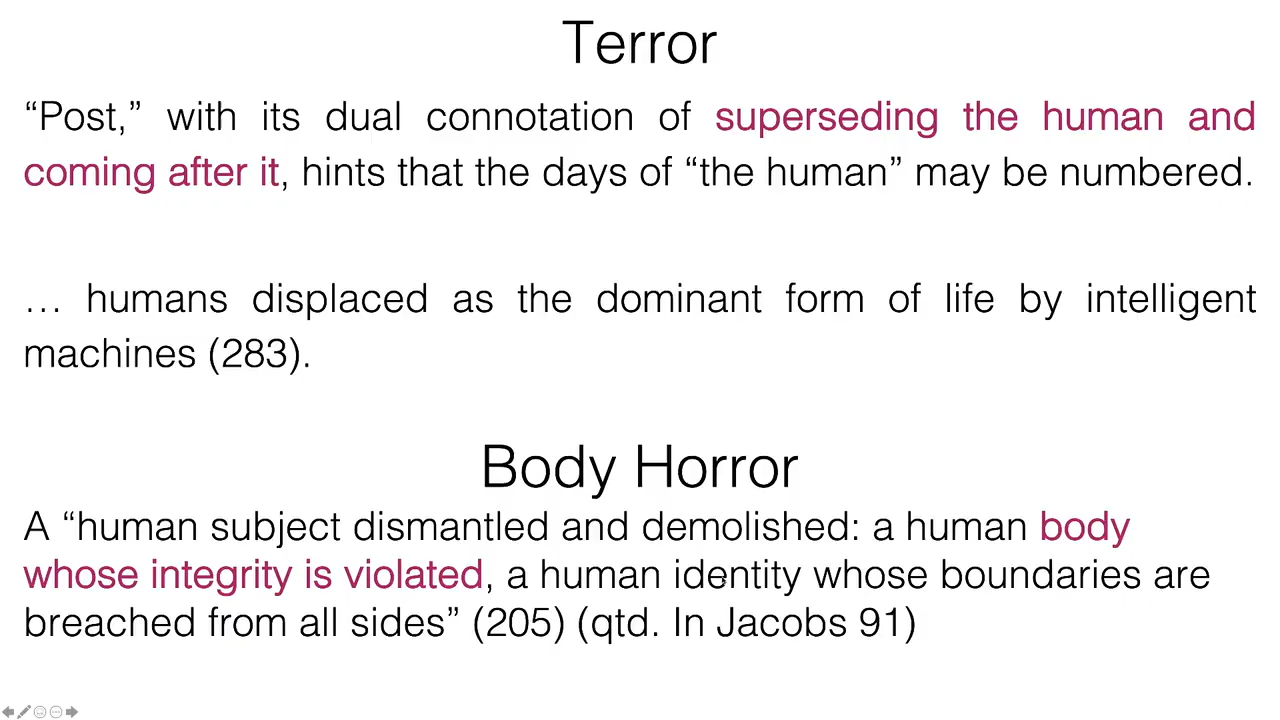 Terror
“Post,” with its dual connotation of superseding the human and
coming after it, hints that the days of “the human” may be numbered.
… humans displaced as the dominant form of life by intelligent
machines (283).
Body Horror
A “human subject dismantled and demolished: a human body
whose integrity is violated, a human identity whose boundaries are
breached from all sides” (205) (qtd. In Jacobs 91)